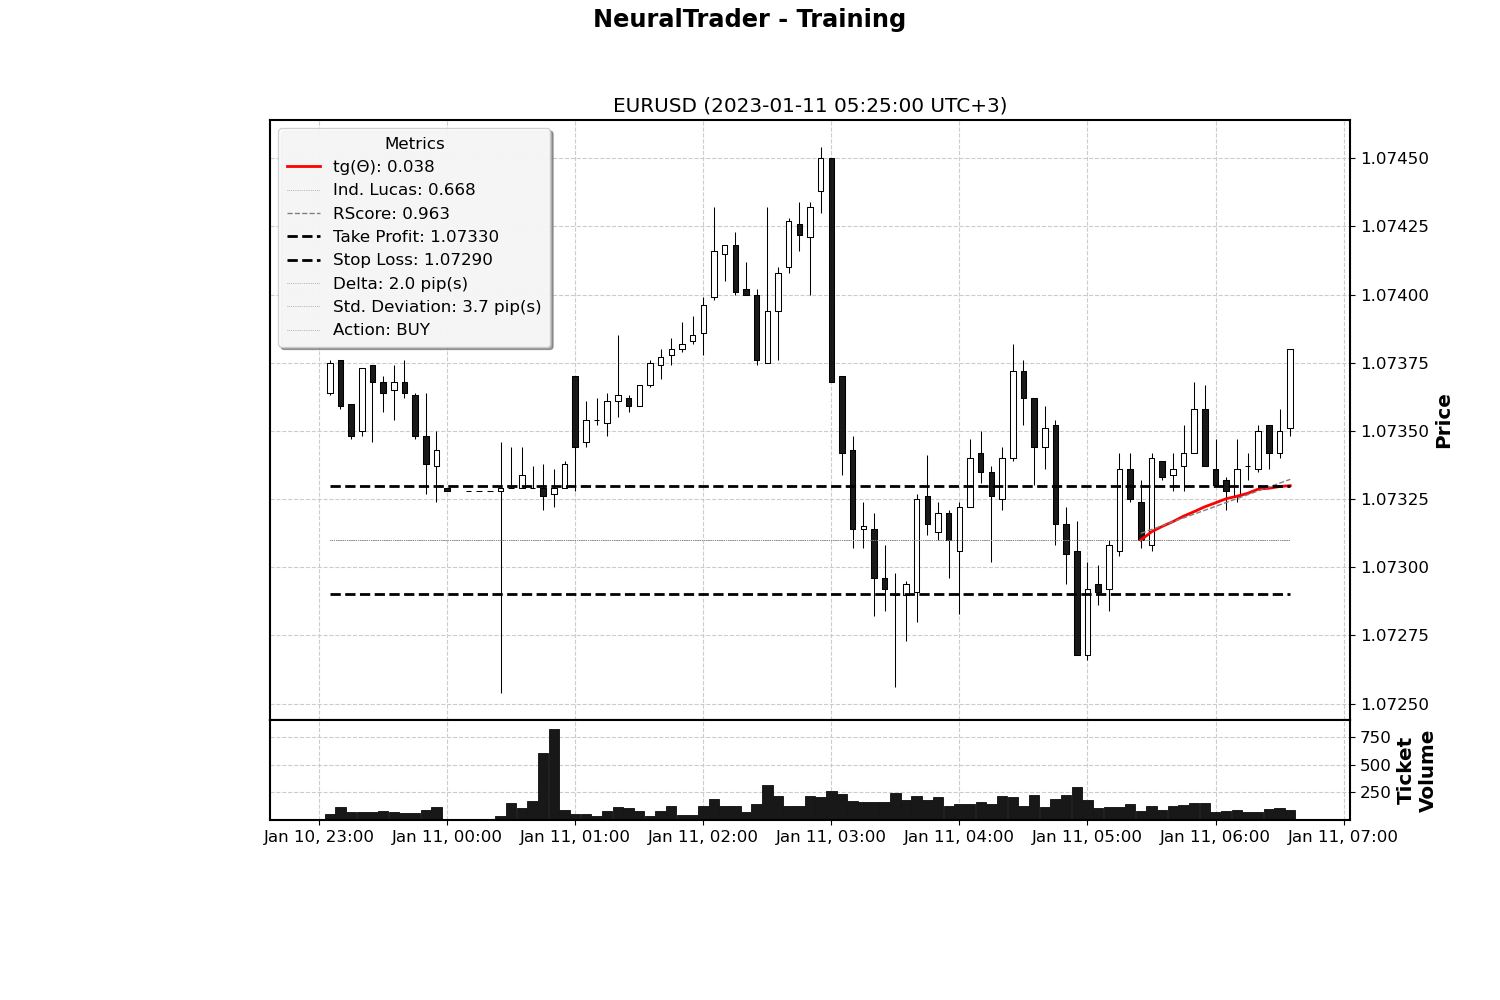 NeuralTrader - Training
EURUSD (2023-01-11 05:25:00 UTC+3)
Metrics
tg(Θ): 0.038
Ind. Lucas: 0.668
RScore: 0.963
Take Profit: 1.07330
Stop Loss: 1.07290
Delta: 2.0 pip(s)
Std. Deviation: 3.7 pip(s)
Action: BUY
1.07450
1.07425
1.07400
1.07375
1.07350
1.07325
1.07300
1.07275
1.07250
Price
750
500
250
Ticket
Volume
Jan 10, 23:00 Jan 11, 00:00 Jan 11, 01:00 Jan 11, 02:00 Jan 11, 03:00 Jan 11, 04:00 Jan 11, 05:00 Jan 11, 06:00 Jan 11, 07:00